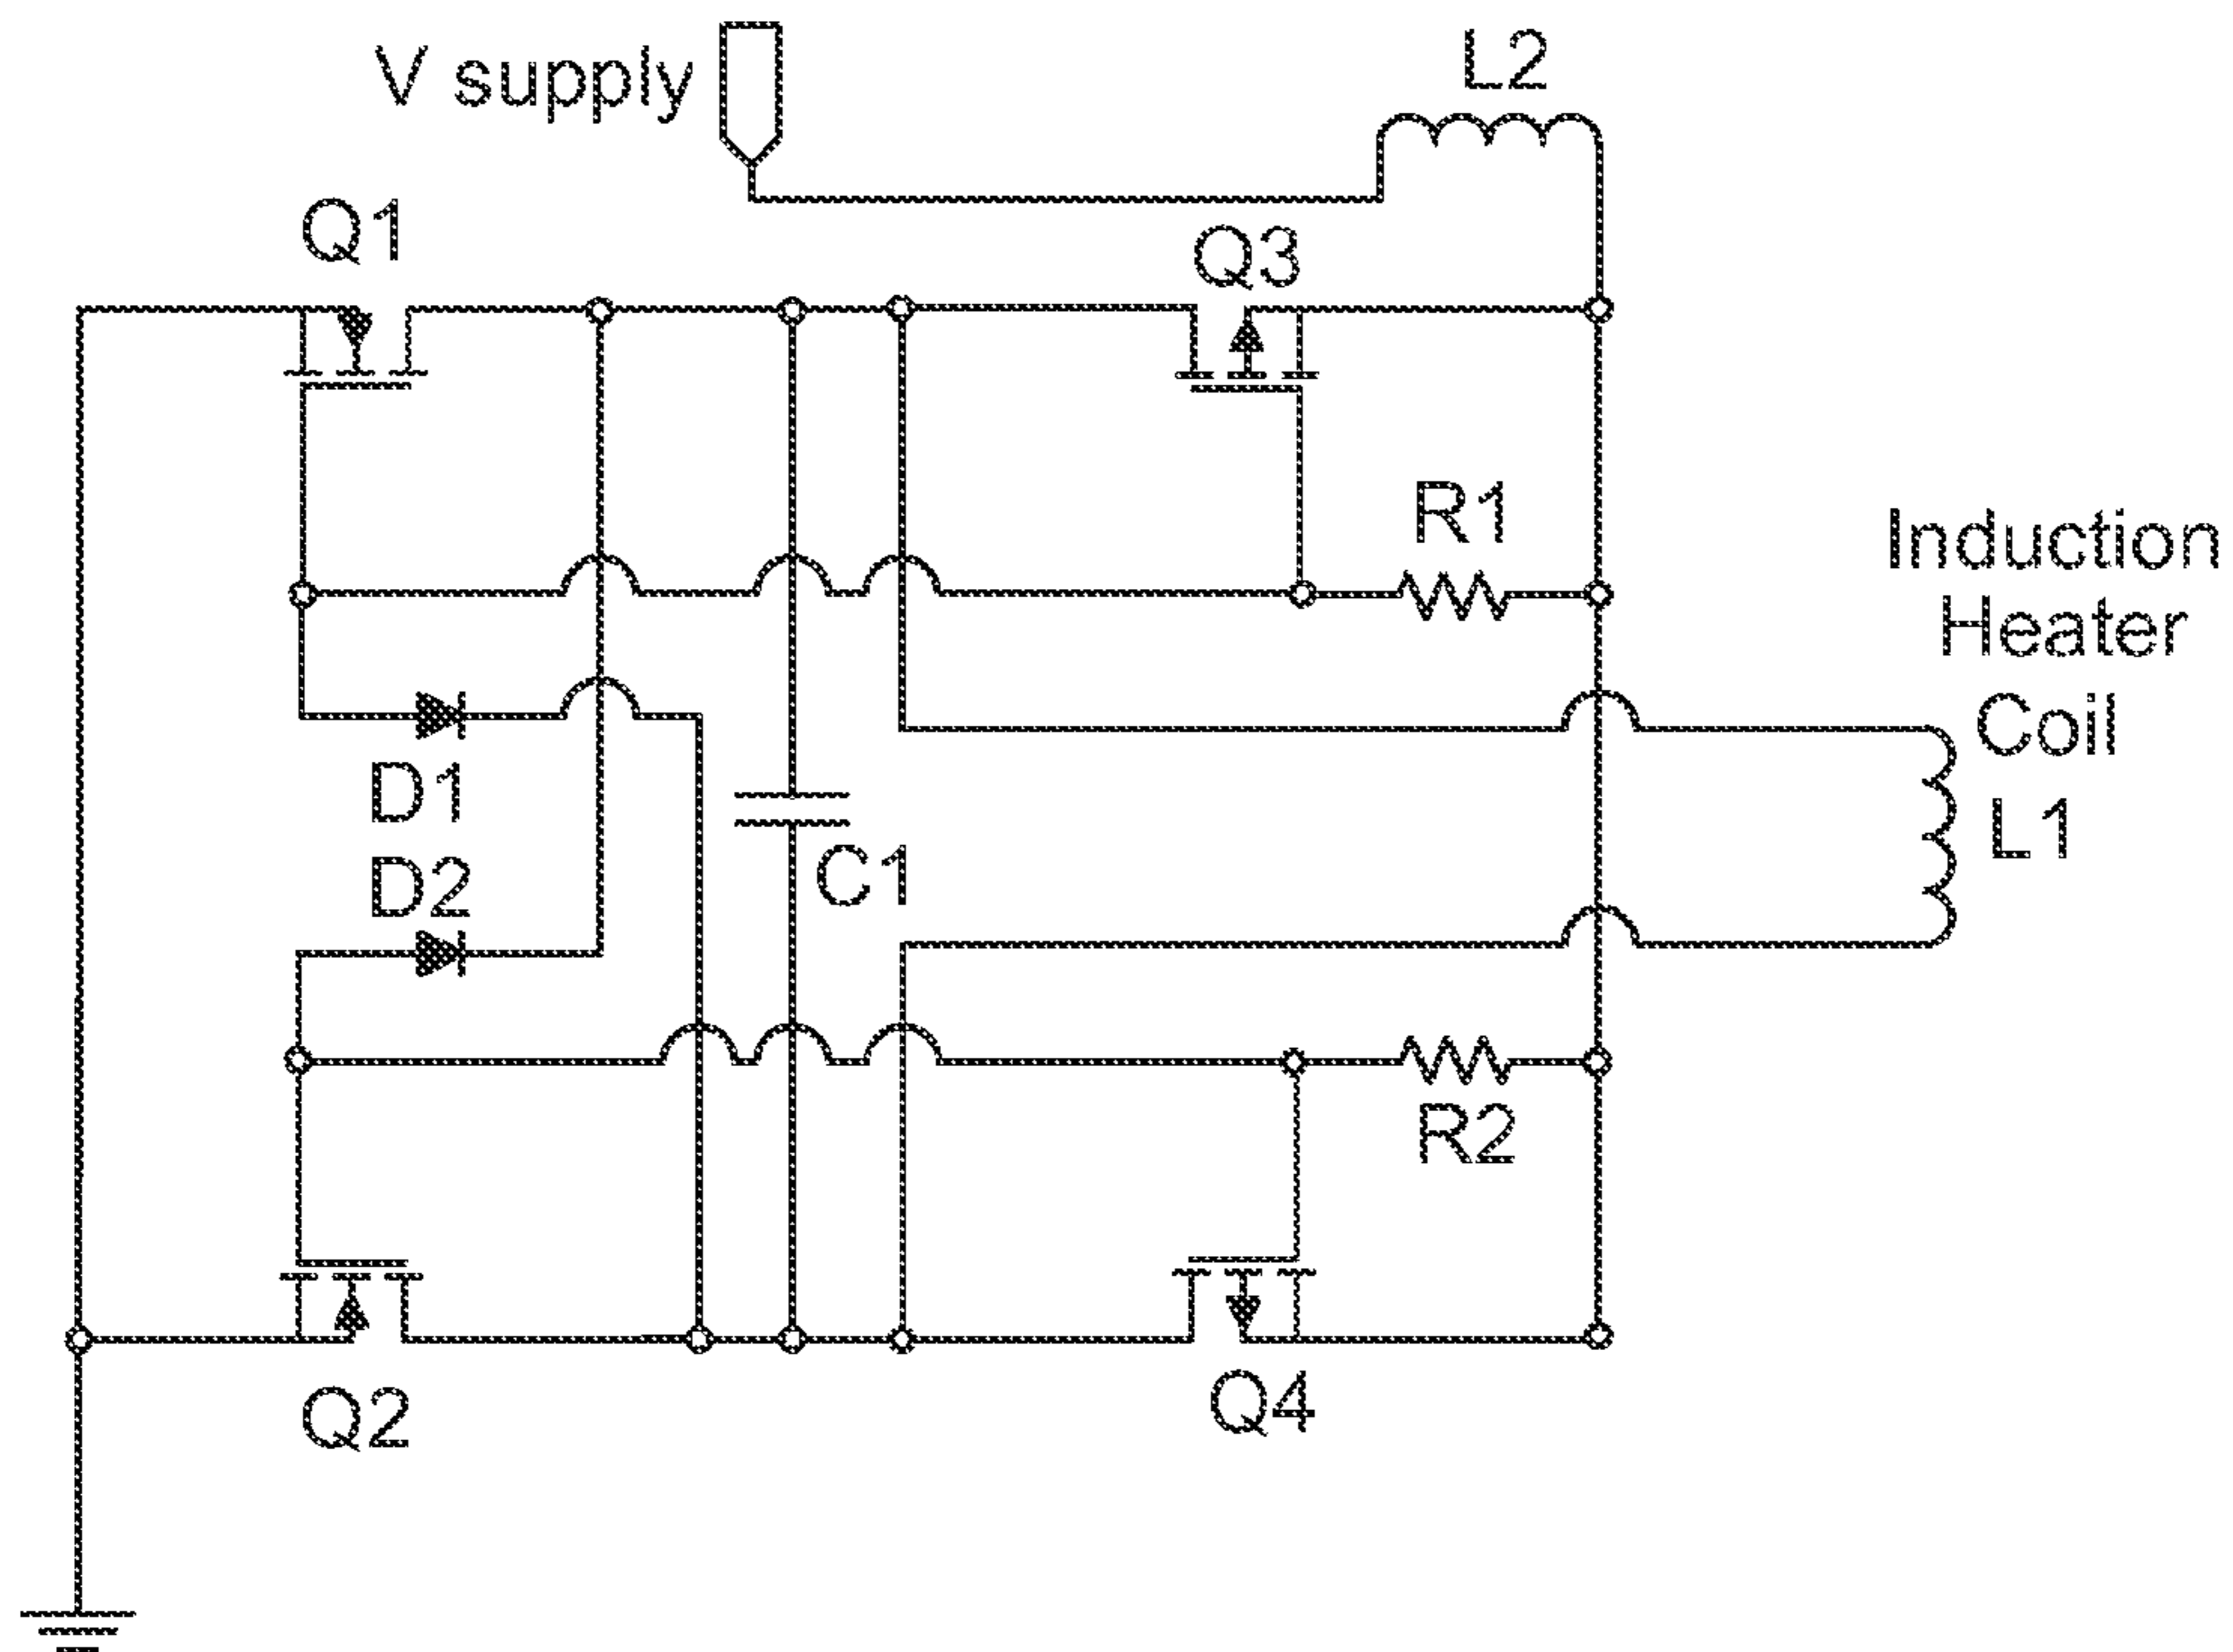 V supply
L2
Q1
Q3
R1
Induction
Heater
Coil
L1
D1
D2
C1
R2
Q2
Q4